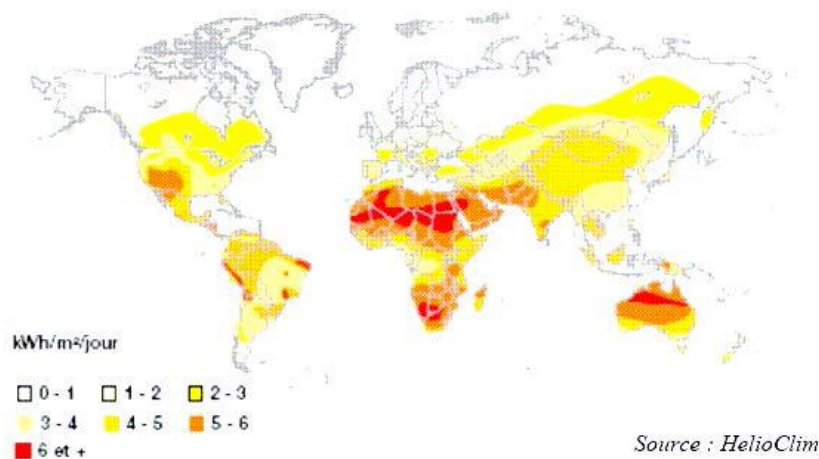 kWh/m²/jour
0 - 1 1 - 2 2 - 3
3 - 4 4 - 5 5 - 6
6 et +
Source : HelioClim